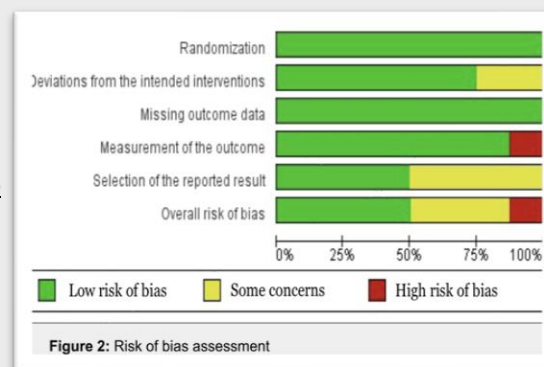 Randomization
Deviations from the intended interventions
Missing outcome data
Measurement of the outcome
Selection of the reported result
Overall risk of bias
0% 25% 50% 75% 100%
Low risk of bias Some concerns High risk of bias
Figure 2: Risk of bias assessment